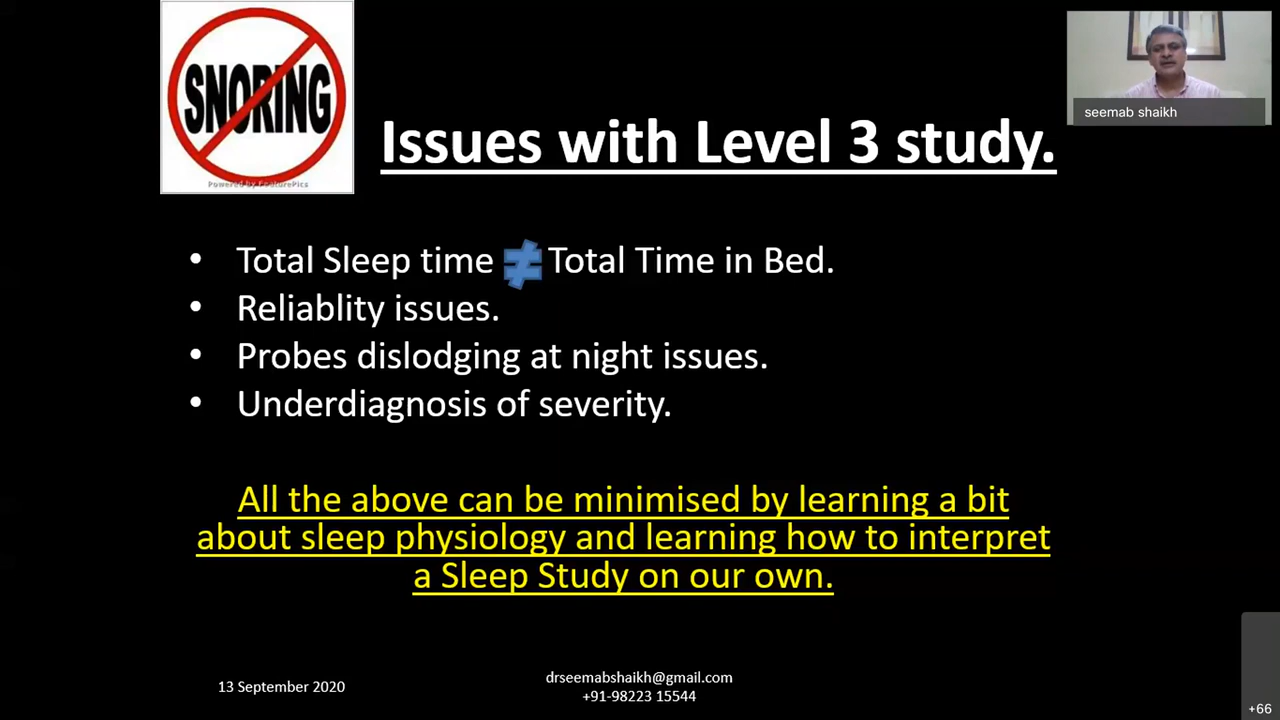 SNORING
Powered by FeaturePics
seemab shaikh
Issues with Level 3 study.
• Total Sleep time ≠ Total Time in Bed.
• Reliablity issues.
• Probes dislodging at night issues.
• Underdiagnosis of severity.
All the above can be minimised by learning a bit
about sleep physiology and learning how to interpret
a Sleep Study on our own.
13 September 2020
drseemabshaikh@gmail.com
+91-98223 15544
+66